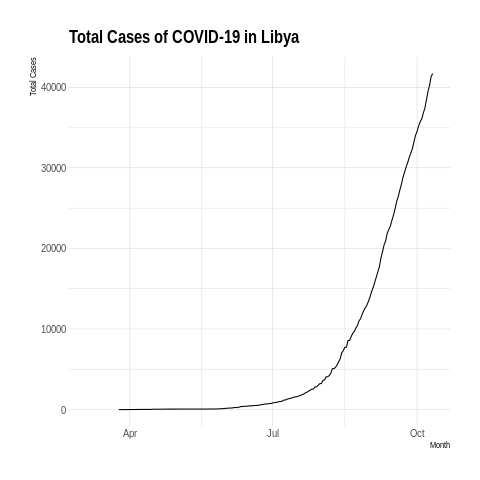 Total Cases of COVID-19 in Libya
Total Cases
40000
30000
20000
10000
0
Apr
Jul
Oct
Month